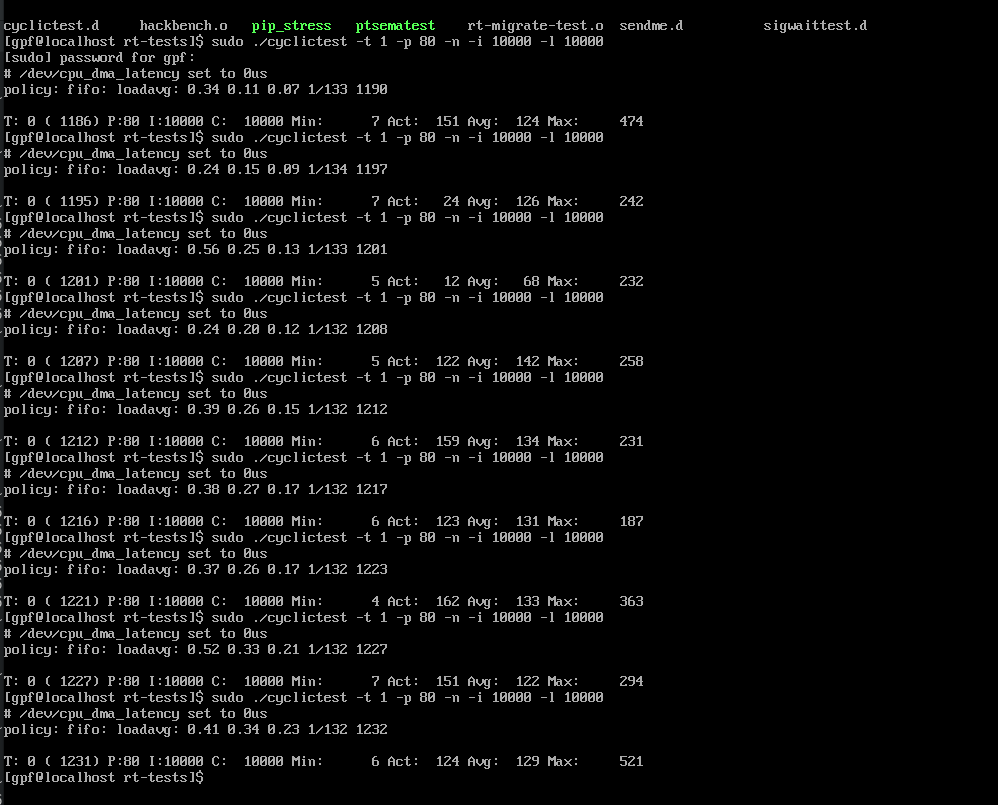 cyclictest.d     hackbench.o   pip_stress   ptsematest    rt-migrate-test.o  sendme.d          sigwaittest.d
[gpf@localhost rt-tests]$ sudo ./cyclictest -t 1 -p 80 -n -i 10000 -l 10000
[sudo] password for gpf:
# /dev/cpu_dma_latency set to 0us
policy: fifo: loadavg: 0.34 0.11 0.07 1/133 1190
T: 0 ( 1186) P:80 I:10000 C:  10000 Min:      7 Act:  151 Avg:  124 Max:     474
[gpf@localhost rt-tests]$ sudo ./cyclictest -t 1 -p 80 -n -i 10000 -l 10000
# /dev/cpu_dma_latency set to 0us
policy: fifo: loadavg: 0.24 0.15 0.09 1/134 1197
T: 0 ( 1195) P:80 I:10000 C:  10000 Min:      7 Act:   24 Avg:  126 Max:     242
[gpf@localhost rt-tests]$ sudo ./cyclictest -t 1 -p 80 -n -i 10000 -l 10000
# /dev/cpu_dma_latency set to 0us
policy: fifo: loadavg: 0.56 0.25 0.13 1/133 1201
T: 0 ( 1201) P:80 I:10000 C:  10000 Min:      5 Act:   12 Avg:   68 Max:     232
[gpf@localhost rt-tests]$ sudo ./cyclictest -t 1 -p 80 -n -i 10000 -l 10000
# /dev/cpu_dma_latency set to 0us
policy: fifo: loadavg: 0.24 0.20 0.12 1/132 1208
T: 0 ( 1207) P:80 I:10000 C:  10000 Min:      5 Act:  122 Avg:  142 Max:     258
[gpf@localhost rt-tests]$ sudo ./cyclictest -t 1 -p 80 -n -i 10000 -l 10000
# /dev/cpu_dma_latency set to 0us
policy: fifo: loadavg: 0.39 0.26 0.15 1/132 1212
T: 0 ( 1212) P:80 I:10000 C:  10000 Min:      6 Act:  159 Avg:  134 Max:     231
[gpf@localhost rt-tests]$ sudo ./cyclictest -t 1 -p 80 -n -i 10000 -l 10000
# /dev/cpu_dma_latency set to 0us
policy: fifo: loadavg: 0.38 0.27 0.17 1/132 1217
T: 0 ( 1216) P:80 I:10000 C:  10000 Min:      6 Act:  123 Avg:  131 Max:     187
[gpf@localhost rt-tests]$ sudo ./cyclictest -t 1 -p 80 -n -i 10000 -l 10000
# /dev/cpu_dma_latency set to 0us
policy: fifo: loadavg: 0.37 0.26 0.17 1/132 1223
T: 0 ( 1221) P:80 I:10000 C:  10000 Min:      4 Act:  162 Avg:  133 Max:     363
[gpf@localhost rt-tests]$ sudo ./cyclictest -t 1 -p 80 -n -i 10000 -l 10000
# /dev/cpu_dma_latency set to 0us
policy: fifo: loadavg: 0.52 0.33 0.21 1/132 1227
T: 0 ( 1227) P:80 I:10000 C:  10000 Min:      7 Act:  151 Avg:  122 Max:     294
[gpf@localhost rt-tests]$ sudo ./cyclictest -t 1 -p 80 -n -i 10000 -l 10000
# /dev/cpu_dma_latency set to 0us
policy: fifo: loadavg: 0.41 0.34 0.23 1/132 1232
T: 0 ( 1231) P:80 I:10000 C:  10000 Min:      6 Act:  124 Avg:  129 Max:     521
[gpf@localhost rt-tests]$